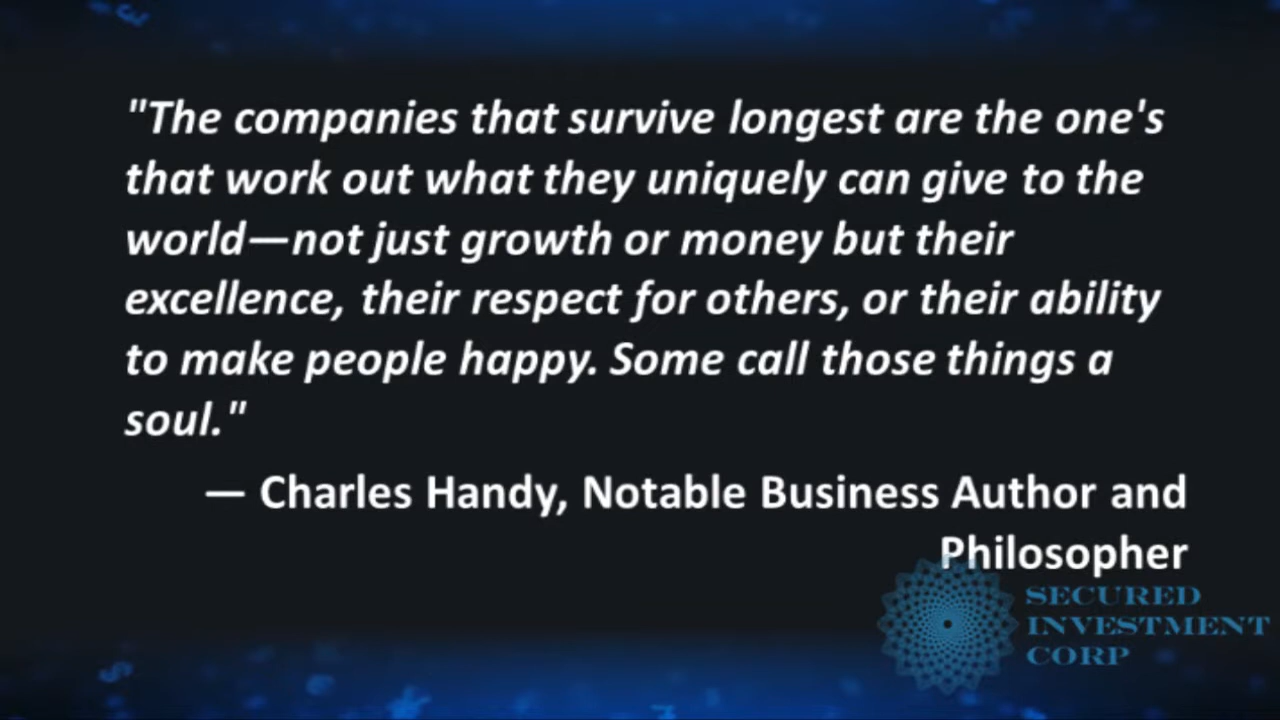 "The companies that survive longest are the one's
that work out what they uniquely can give to the
world—not just growth or money but their
excellence, their respect for others, or their ability
to make people happy. Some call those things a
soul."
— Charles Handy, Notable Business Author and
Philosopher
SECURED
INVESTMENT
CORP